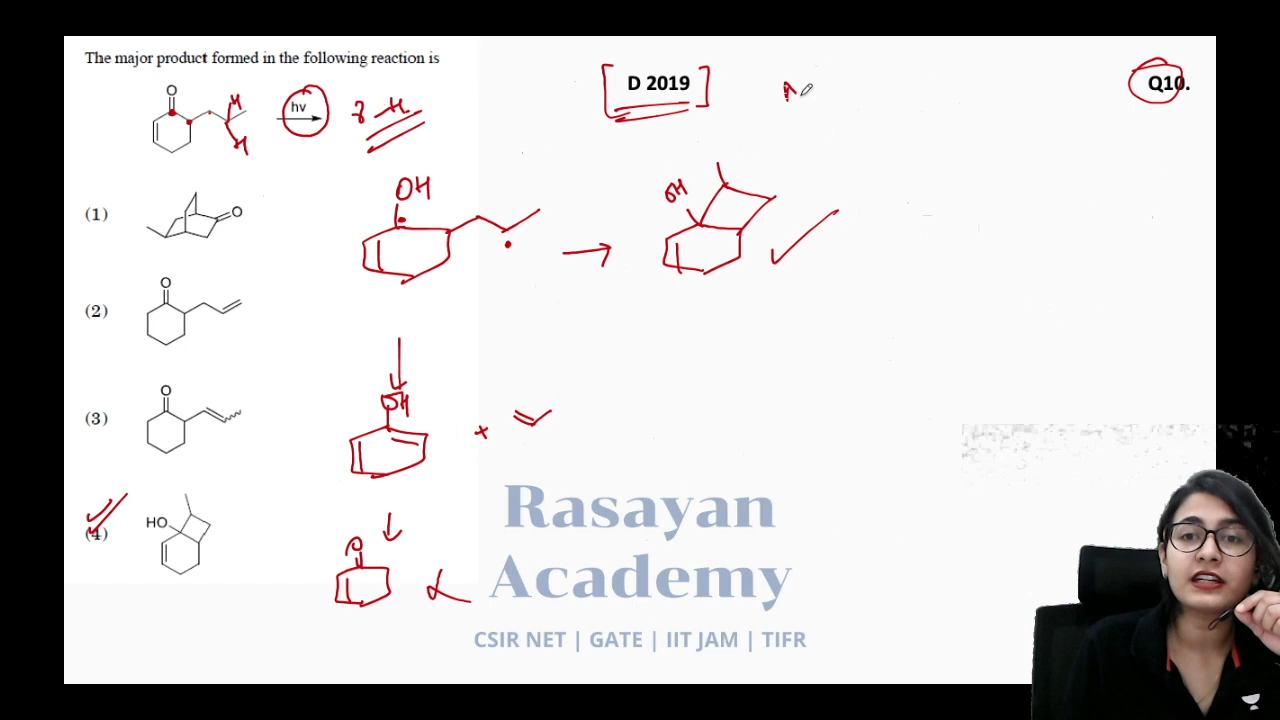 The major product formed in the following reaction is
D 2019
Q10.
O
H
hν
γ-H
H
(1)
O
OH
OH
(2)
O
(3)
O
OH
+
(4)
HO
O
Rasayan
Academy
CSIR NET | GATE | IIT JAM | TIFR